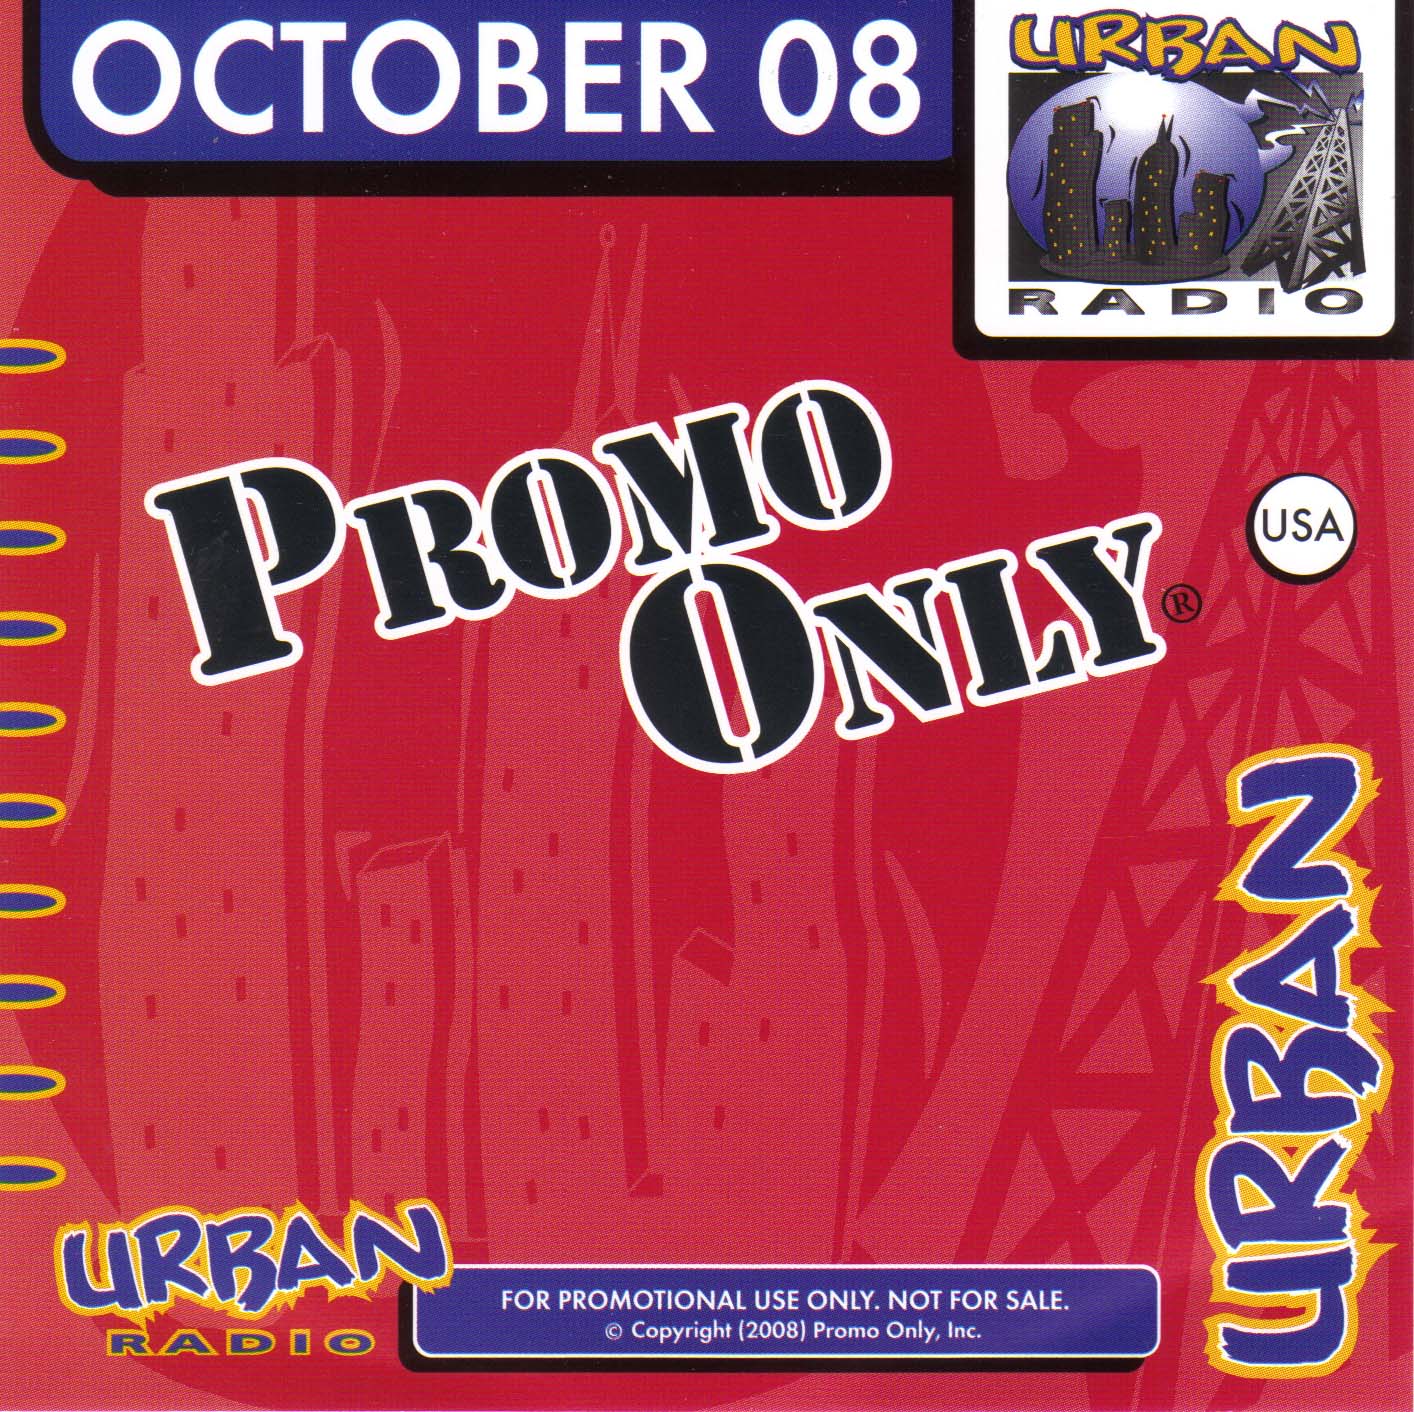 OCTOBER 08
URBAN
RADIO
PROMO
ONLY®
USA
URBAN
URBAN
RADIO
FOR PROMOTIONAL USE ONLY. NOT FOR SALE.
© Copyright (2008) Promo Only, Inc.